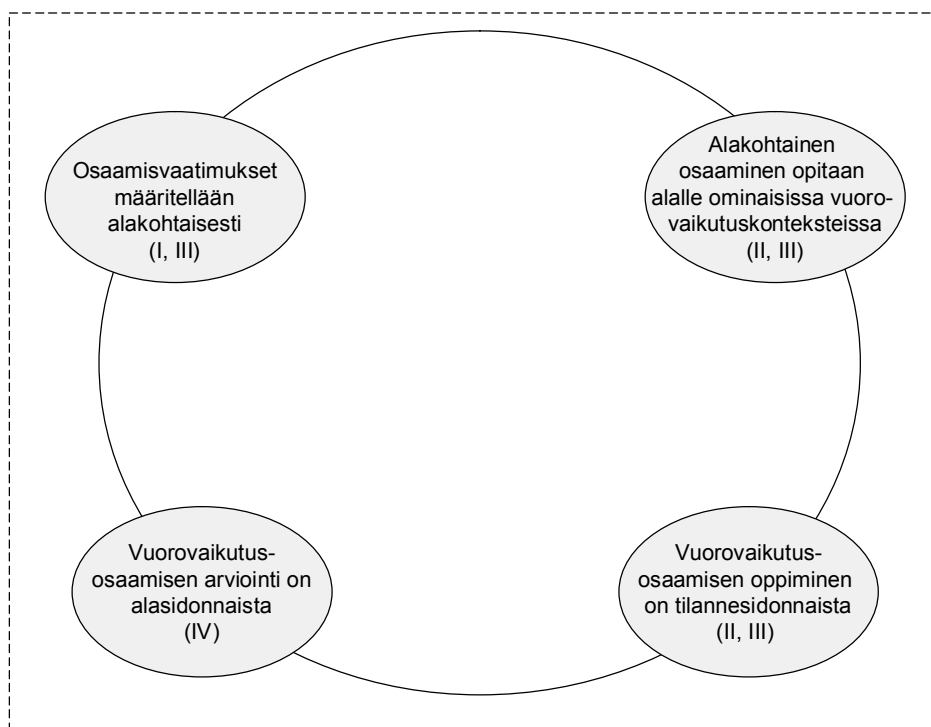 Osaamisvaatimukset
määritellään
alakohtaisesti
(I, III)
Alakohtainen
osaaminen opitaan
alalle ominaisissa vuoro-
vaikutuskonteksteissa
(II, III)
Vuorovaikutus-
osaamisen arviointi on
alasidonnaista
(IV)
Vuorovaikutus-
osaamisen oppiminen
on tilannesidonnaista
(II, III)